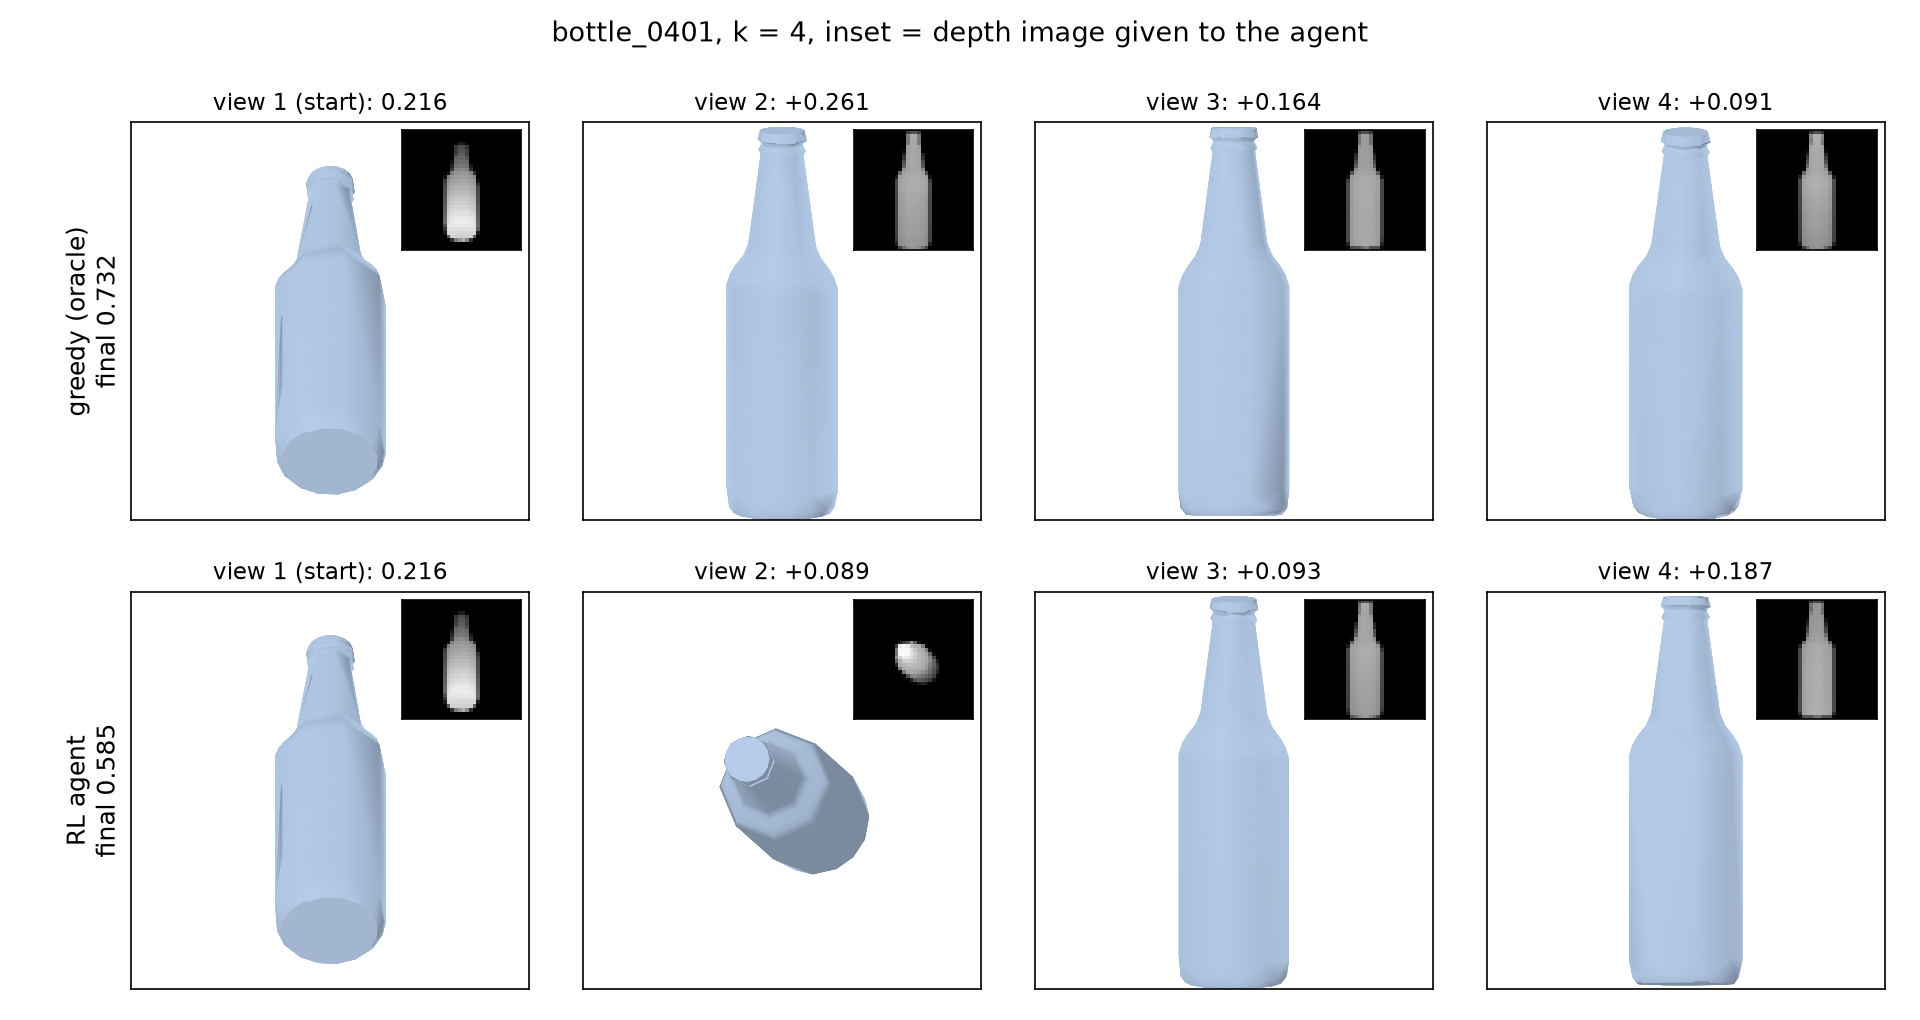 bottle_0401, k = 4, inset = depth image given to the agent
greedy (oracle)
final 0.732
view 1 (start): 0.216
view 2: +0.261
view 3: +0.164
view 4: +0.091
RL agent
final 0.585
view 1 (start): 0.216
view 2: +0.089
view 3: +0.093
view 4: +0.187